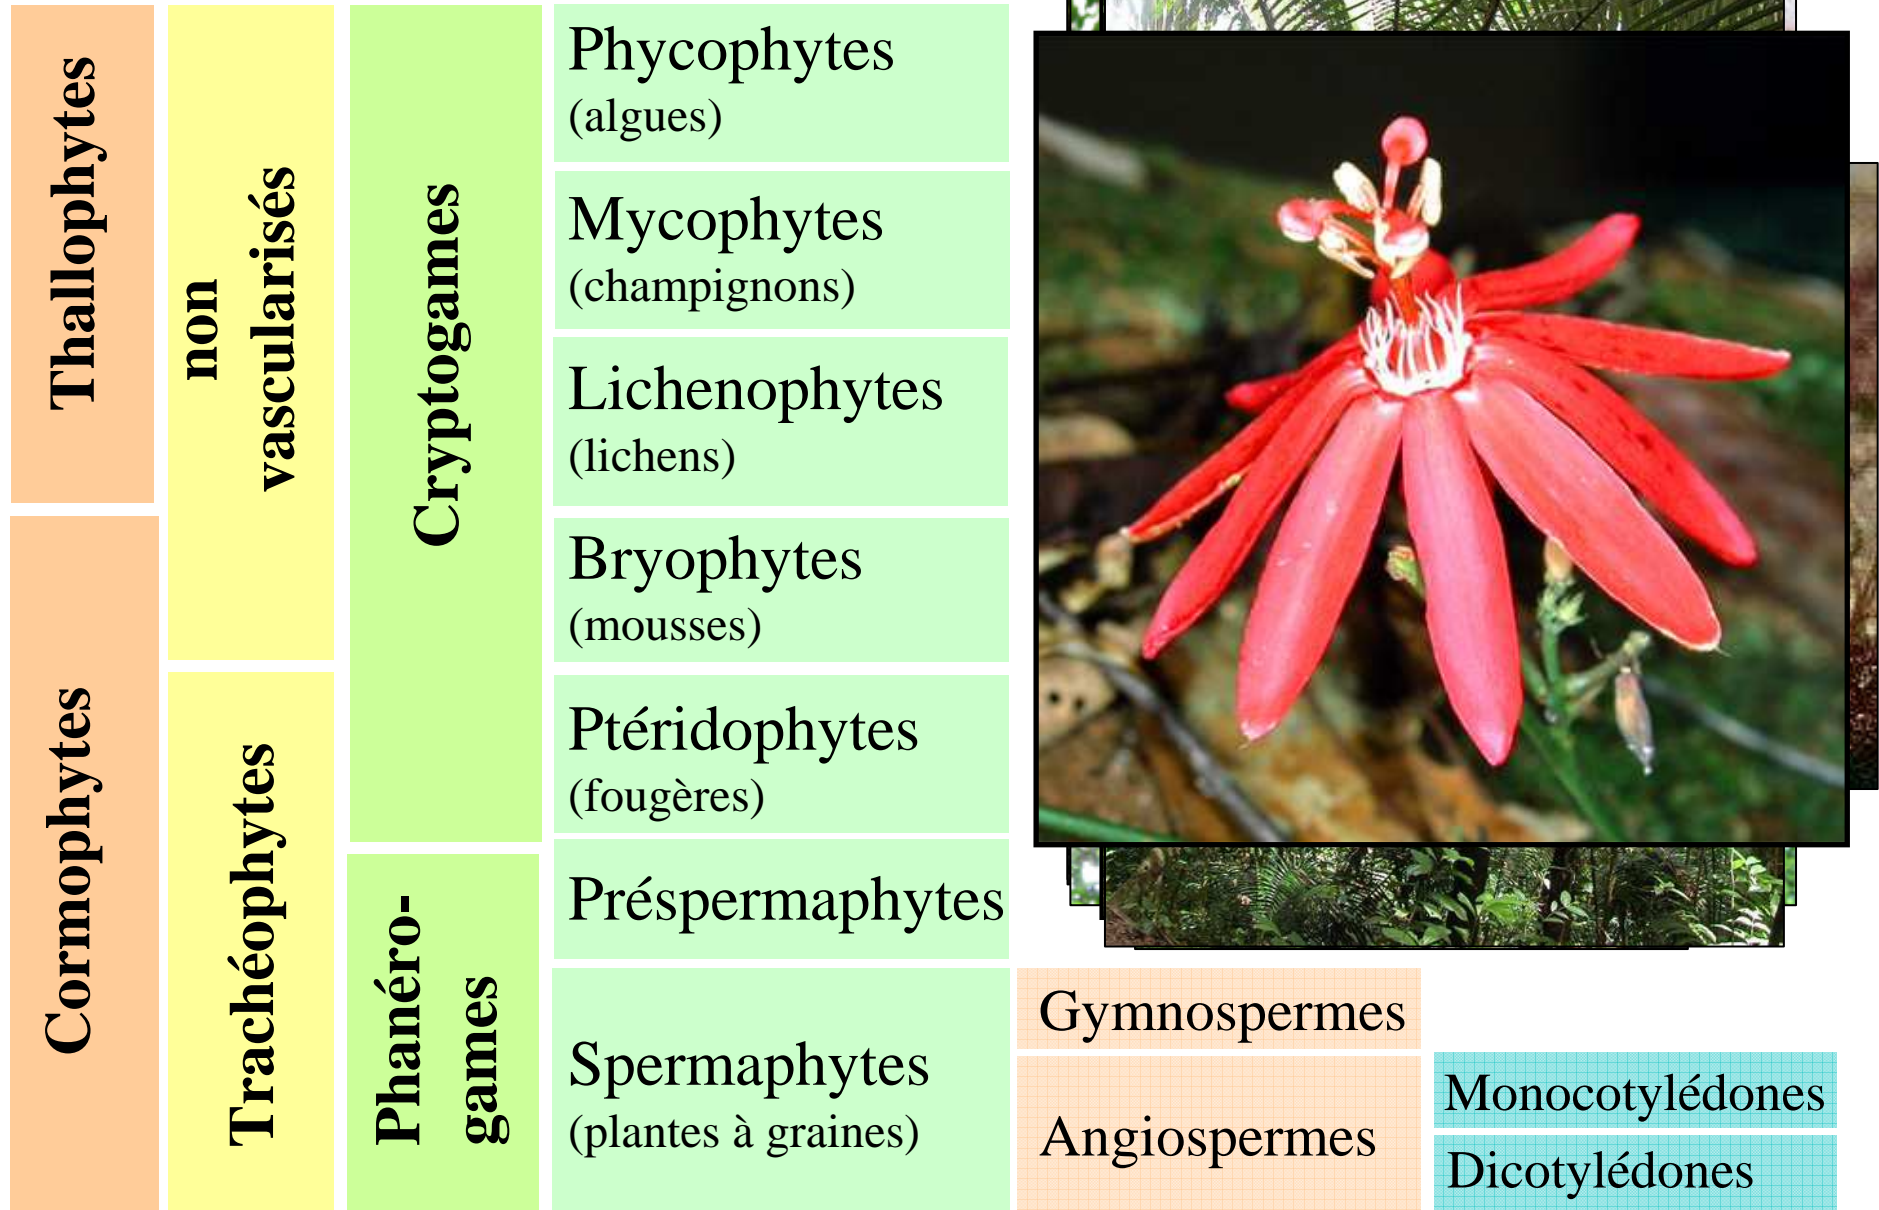 Thallophytes
Cormophytes
non
vascularisés
Trachéophytes
Cryptogames
Phanéro-
games
Phycophytes
(algues)
Mycophytes
(champignons)
Lichenophytes
(lichens)
Bryophytes
(mousses)
Ptéridophytes
(fougères)
Préspermaphytes
Spermaphytes
(plantes à graines)
Gymnospermes
Angiospermes
Monocotylédones
Dicotylédones